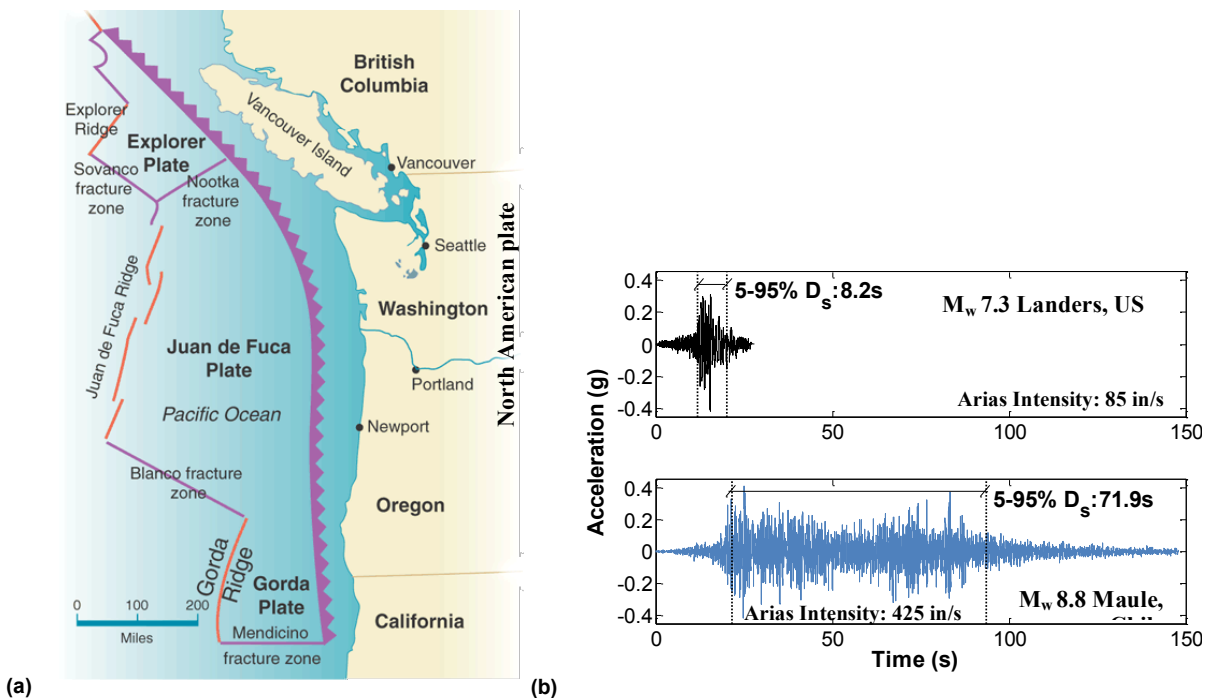 British
Columbia
Vancouver Island
Explorer
Ridge
Explorer
Plate
Vancouver
Sovanco
fracture
zone
Nootka
fracture
zone
North American plate
Seattle
Juan de Fuca Ridge
Washington
Juan de Fuca
Plate
Portland
Pacific Ocean
Newport
Blanco fracture
zone
Oregon
Gorda
Ridge
Gorda
Plate
0 100 200
Miles
California
Mendicino
fracture zone
(a)
Acceleration (g)
0.4
0.2
0
-0.2
-0.4
5-95% Ds:8.2s
Mw 7.3 Landers, US
Arias Intensity: 85 in/s
0 50 100 150
0.4
0.2
0
-0.2
-0.4
5-95% Ds:71.9s
Arias Intensity: 425 in/s
Mw 8.8 Maule,
0 50 100 150
Time (s)
(b)